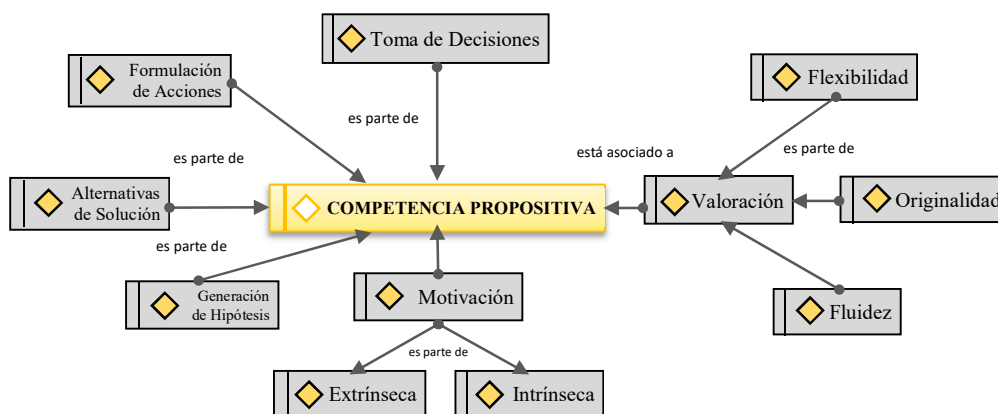 Toma de Decisiones
Formulación
de Acciones
Flexibilidad
es parte de
es parte de
está asociado a
es parte de
Alternativas
de Solución
COMPETENCIA PROPOSITIVA
Valoración
Originalidad
es parte de
Generación
de Hipótesis
Motivación
Fluidez
es parte de
Extrínseca
Intrínseca